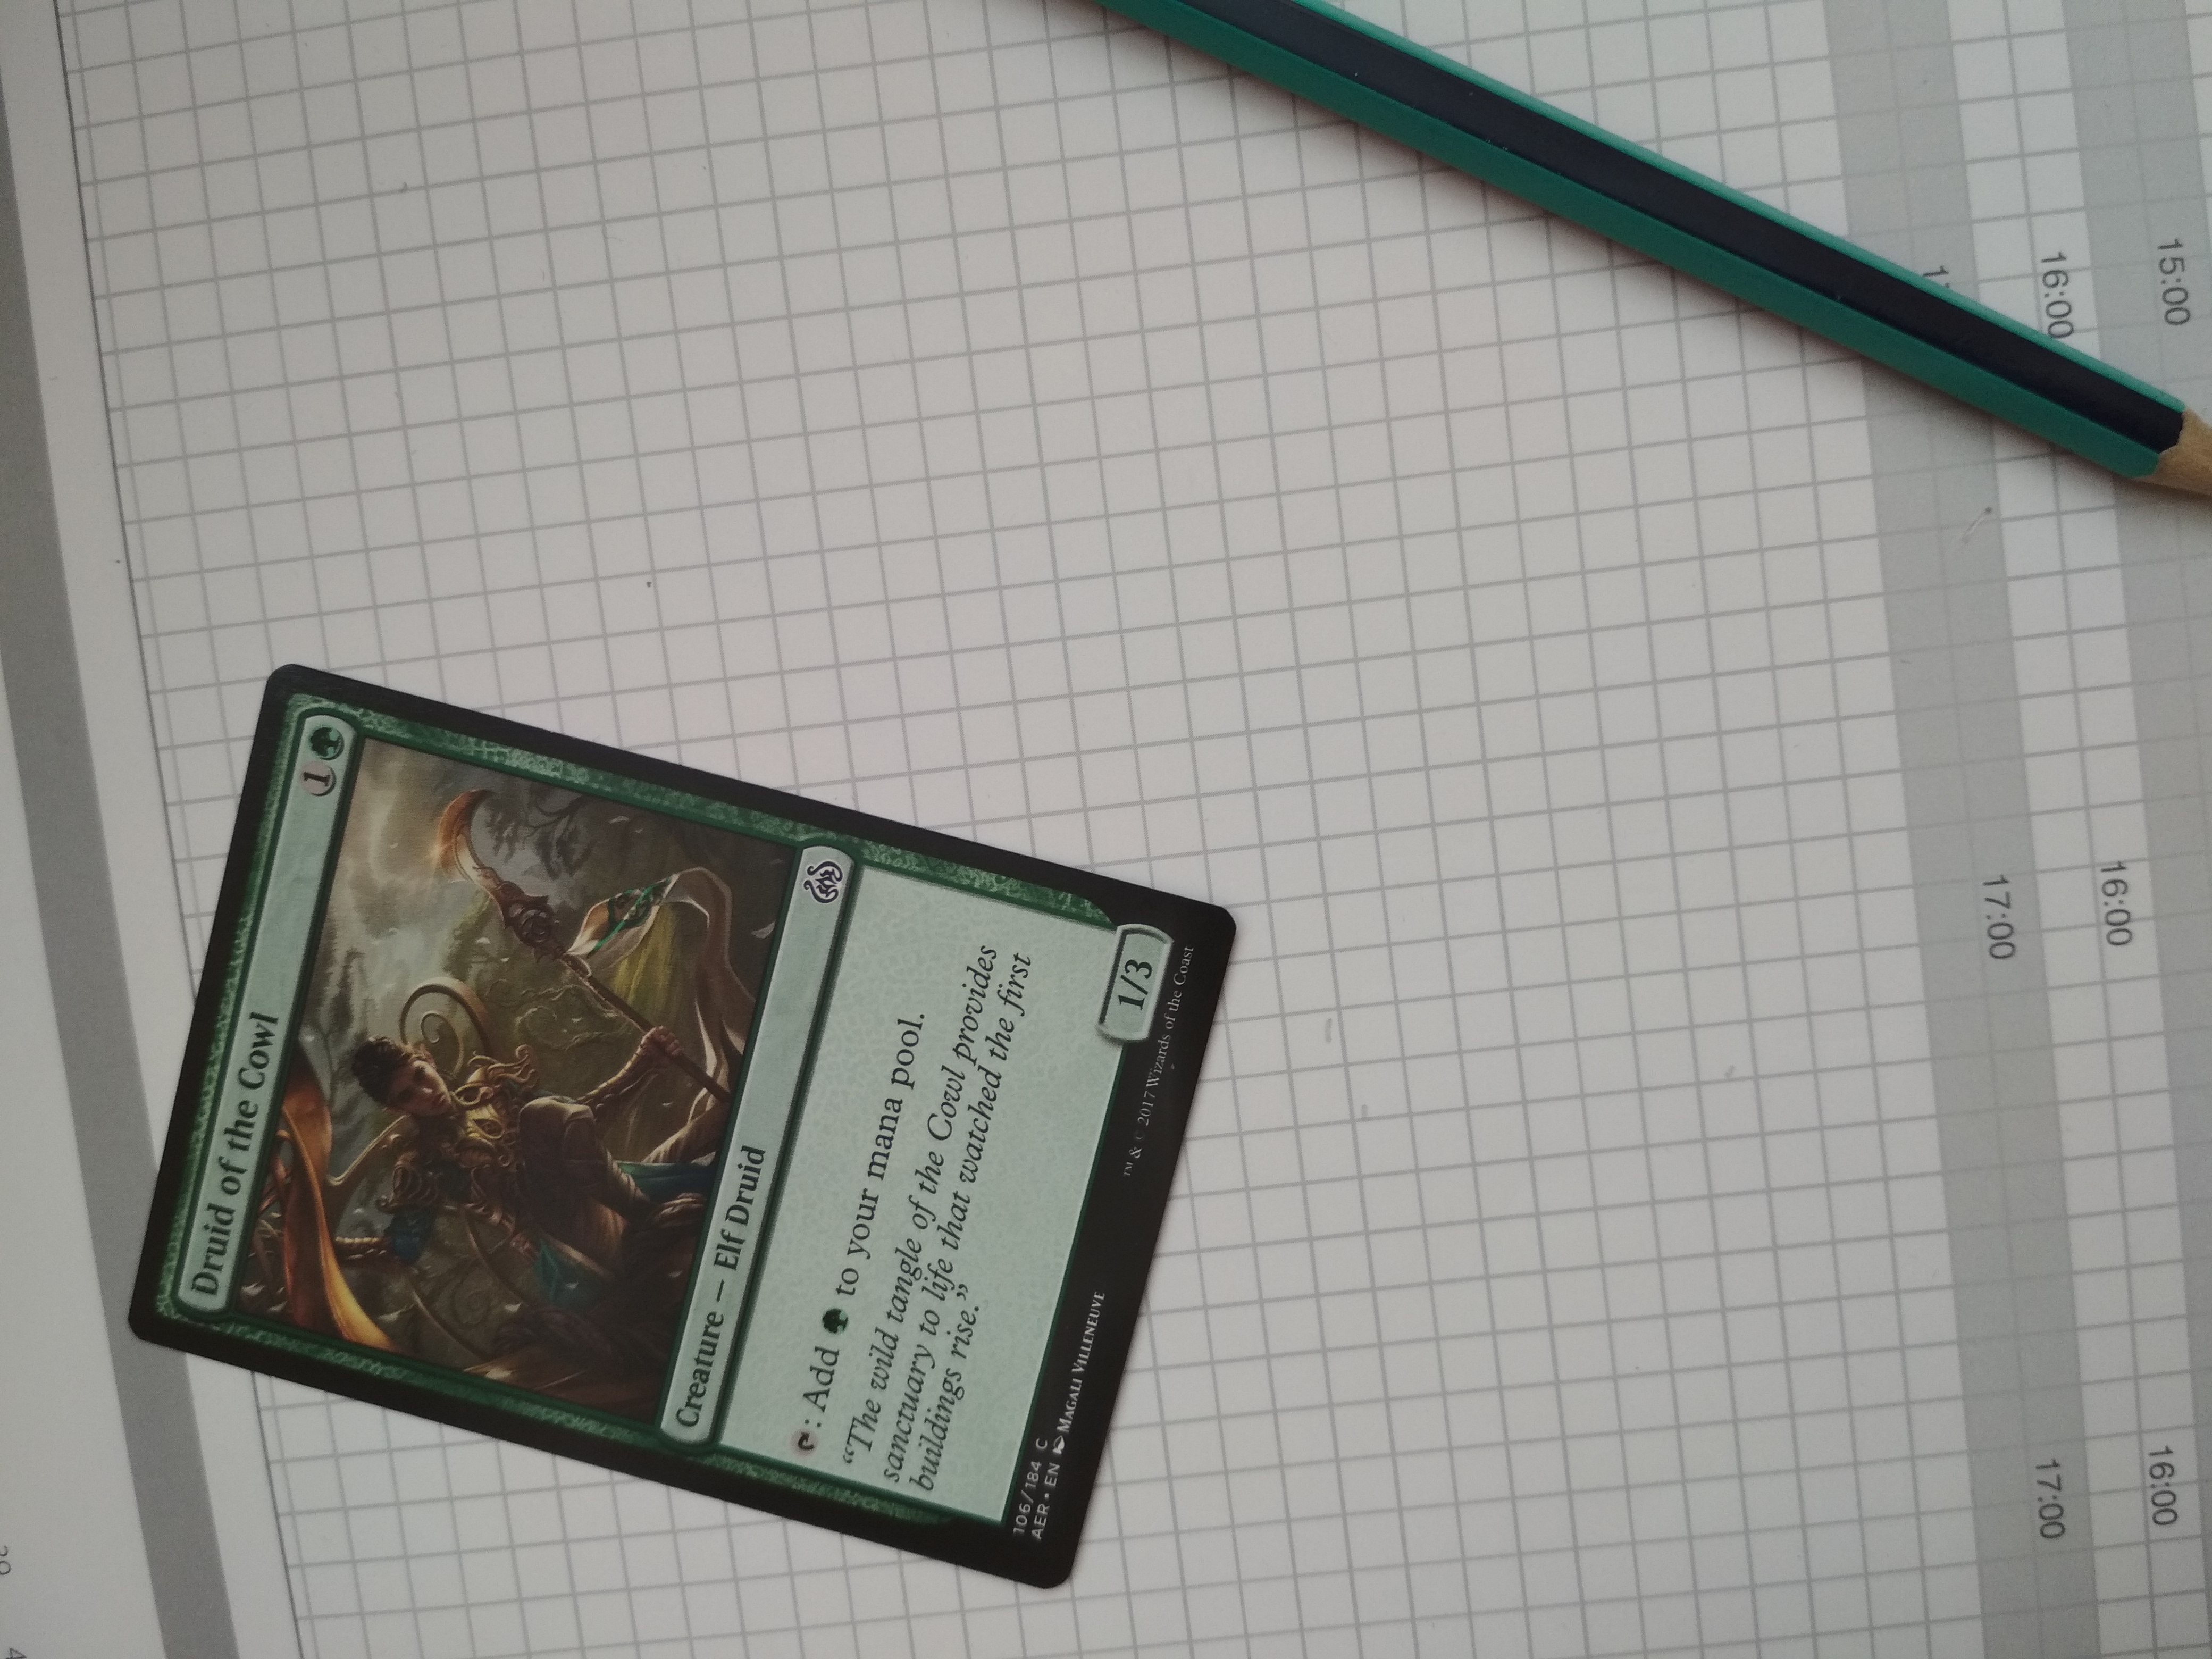 Druid of the Cowl
1
Creature — Elf Druid
: Add to your mana pool.
"The wild tangle of the Cowl provides
sanctuary to life that watched the first
buildings rise."
1/3
106/184 C
AER • EN MAGALI VILLENEUVE
™ & © 2017 Wizards of the Coast
15:00
16:00
16:00
17:00
16:00
17:00